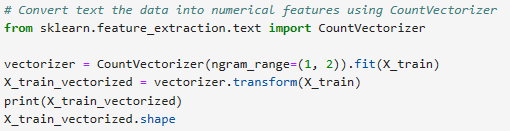 # Convert text the data into numerical features using CountVectorizer
from sklearn.feature_extraction.text import CountVectorizer
vectorizer = CountVectorizer(ngram_range=(1, 2)).fit(X_train)
X_train_vectorized = vectorizer.transform(X_train)
print(X_train_vectorized)
X_train_vectorized.shape